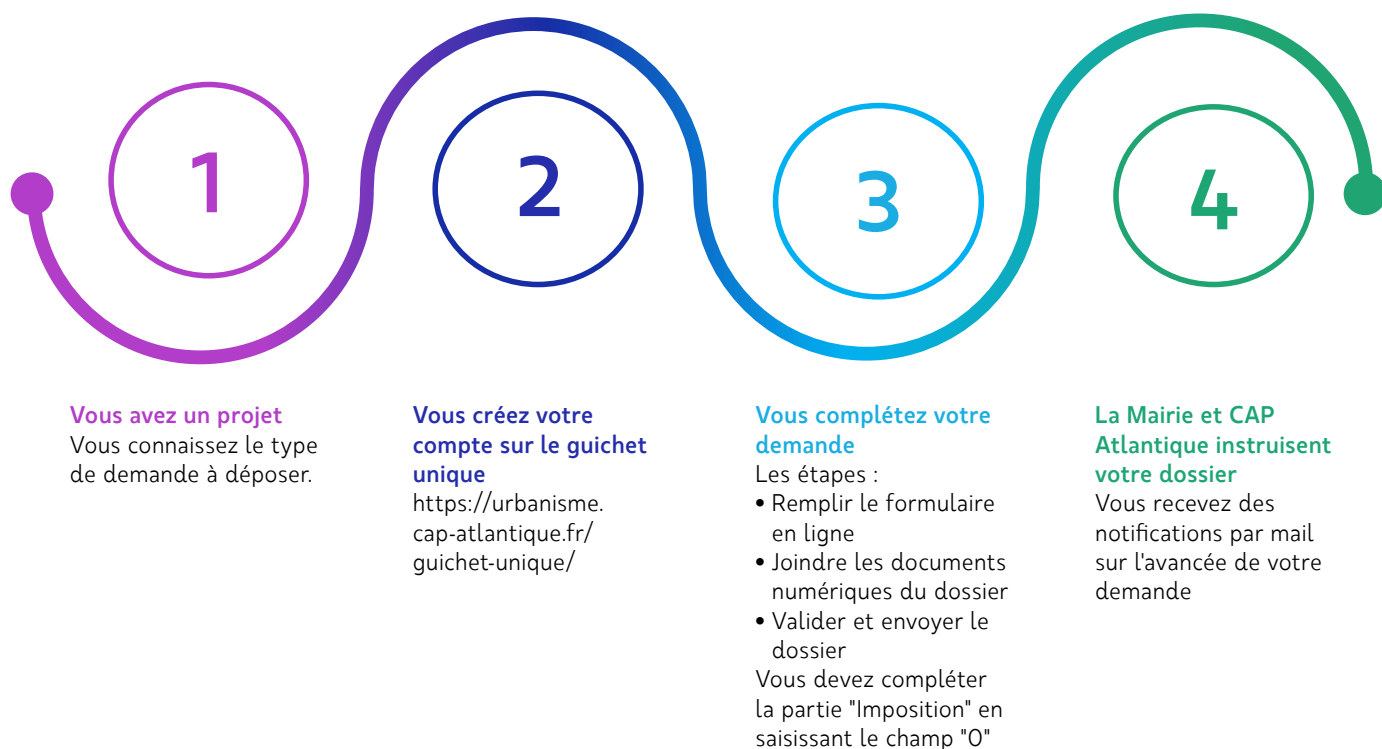 1
2
3
4
Vous avez un projet
Vous connaissez le type
de demande à déposer.
Vous créez votre
compte sur le guichet
unique
https://urbanisme.
cap-atlantique.fr/
guichet-unique/
Vous complétez votre
demande
Les étapes :
• Remplir le formulaire
en ligne
• Joindre les documents
numériques du dossier
• Valider et envoyer le
dossier
Vous devez compléter
la partie "Imposition" en
saisissant le champ "0"
La Mairie et CAP
Atlantique instruisent
votre dossier
Vous recevez des
notifications par mail
sur l'avancée de votre
demande